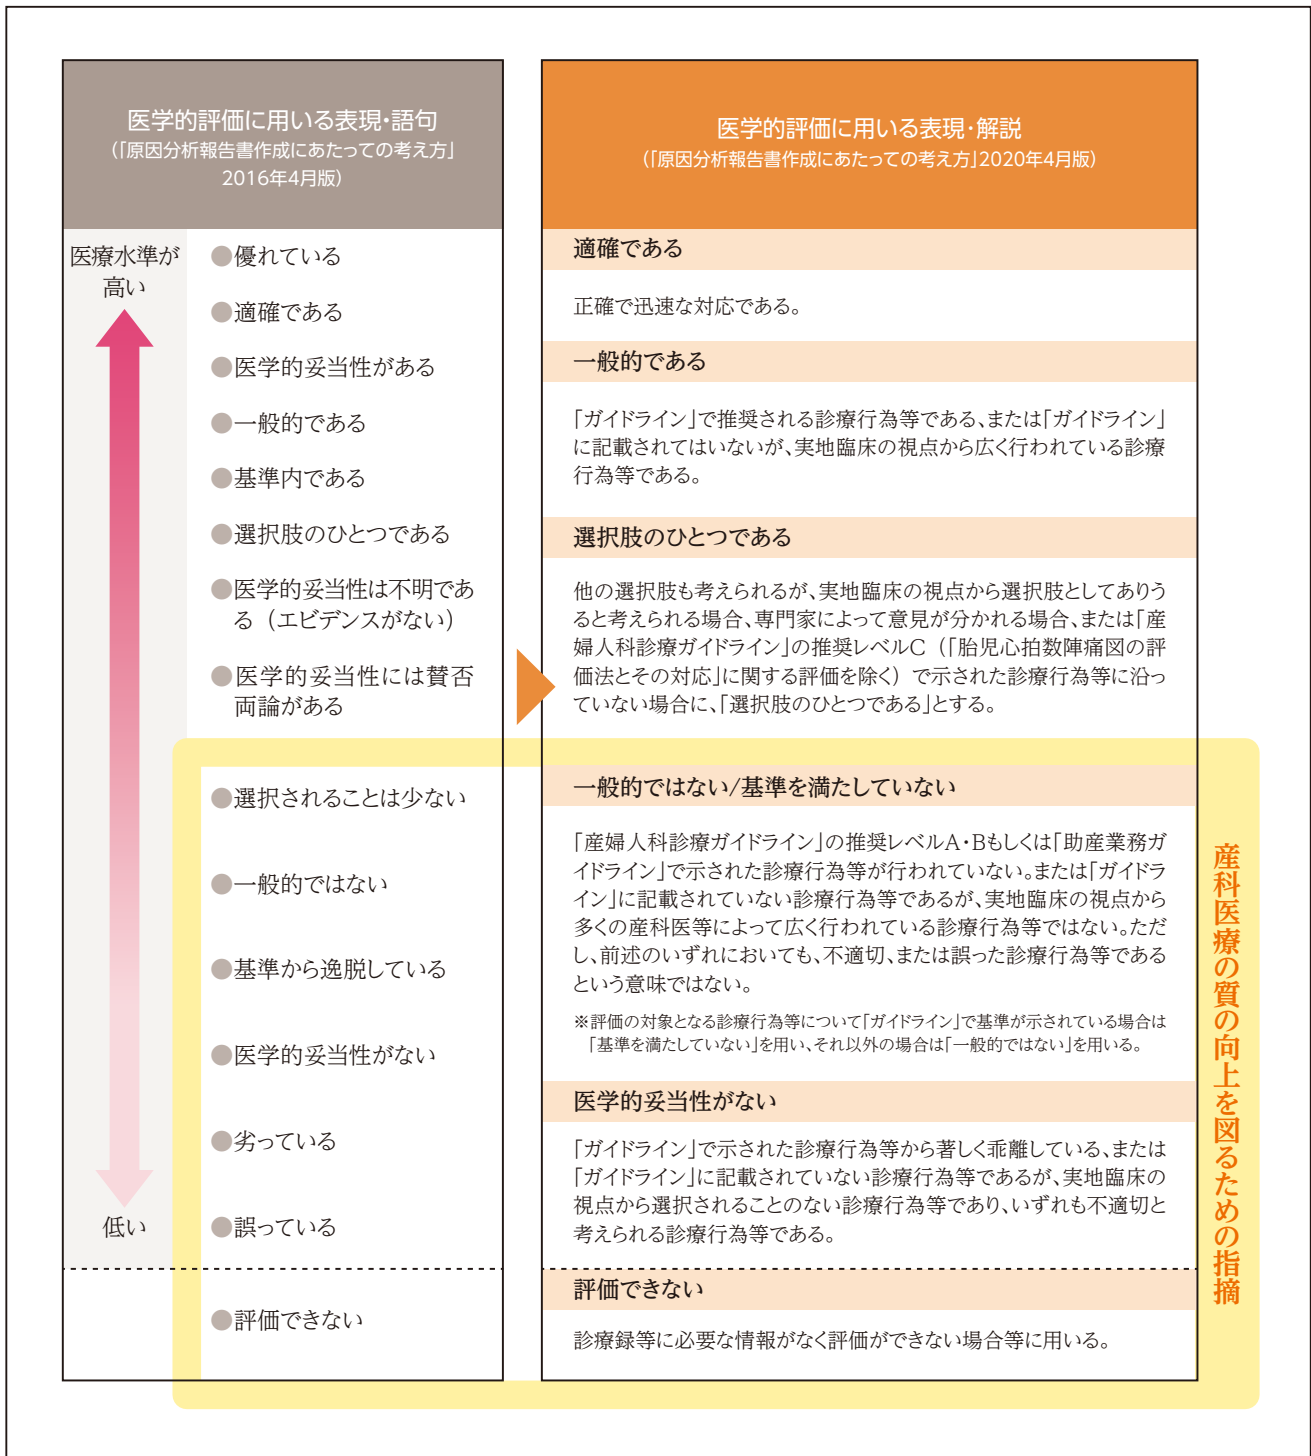 医学的評価に用いる表現・語句
（「原因分析報告書作成にあたっての考え方」
2016年4月版）
医療水準が
高い
●優れている
●適確である
●医学的妥当性がある
●一般的である
●基準内である
●選択肢のひとつである
●医学的妥当性は不明であ
る（エビデンスがない）
●医学的妥当性には賛否
両論がある
●選択されることは少ない
●一般的ではない
●基準から逸脱している
●医学的妥当性がない
●劣っている
●誤っている
低い
●評価できない
医学的評価に用いる表現・解説
（「原因分析報告書作成にあたっての考え方」2020年4月版）
適確である
正確で迅速な対応である。
一般的である
「ガイドライン」で推奨される診療行為等である、または「ガイドライン」
に記載されてはいないが、実地臨床の視点から広く行われている診療
行為等である。
選択肢のひとつである
他の選択肢も考えられるが、実地臨床の視点から選択肢としてありう
ると考えられる場合、専門家によって意見が分かれる場合、または「産
婦人科診療ガイドライン」の推奨レベルC（「胎児心拍数陣痛図の評
価法とその対応」に関する評価を除く）で示された診療行為等に沿っ
ていない場合に、「選択肢のひとつである」とする。
一般的ではない/基準を満たしていない
「産婦人科診療ガイドライン」の推奨レベルA・Bもしくは「助産業務ガ
イドライン」で示された診療行為等が行われていない。または「ガイドラ
イン」に記載されていない診療行為等であるが、実地臨床の視点から
多くの産科医等によって広く行われている診療行為等ではない。ただ
し、前述のいずれにおいても、不適切、または誤った診療行為等である
という意味ではない。
※評価の対象となる診療行為等について「ガイドライン」で基準が示されている場合は
「基準を満たしていない」を用い、それ以外の場合は「一般的ではない」を用いる。
医学的妥当性がない
「ガイドライン」で示された診療行為等から著しく乖離している、または
「ガイドライン」に記載されていない診療行為等であるが、実地臨床の
視点から選択されることのない診療行為等であり、いずれも不適切と
考えられる診療行為等である。
評価できない
診療録等に必要な情報がなく評価ができない場合等に用いる。
産科医療の質の向上を図るための指摘